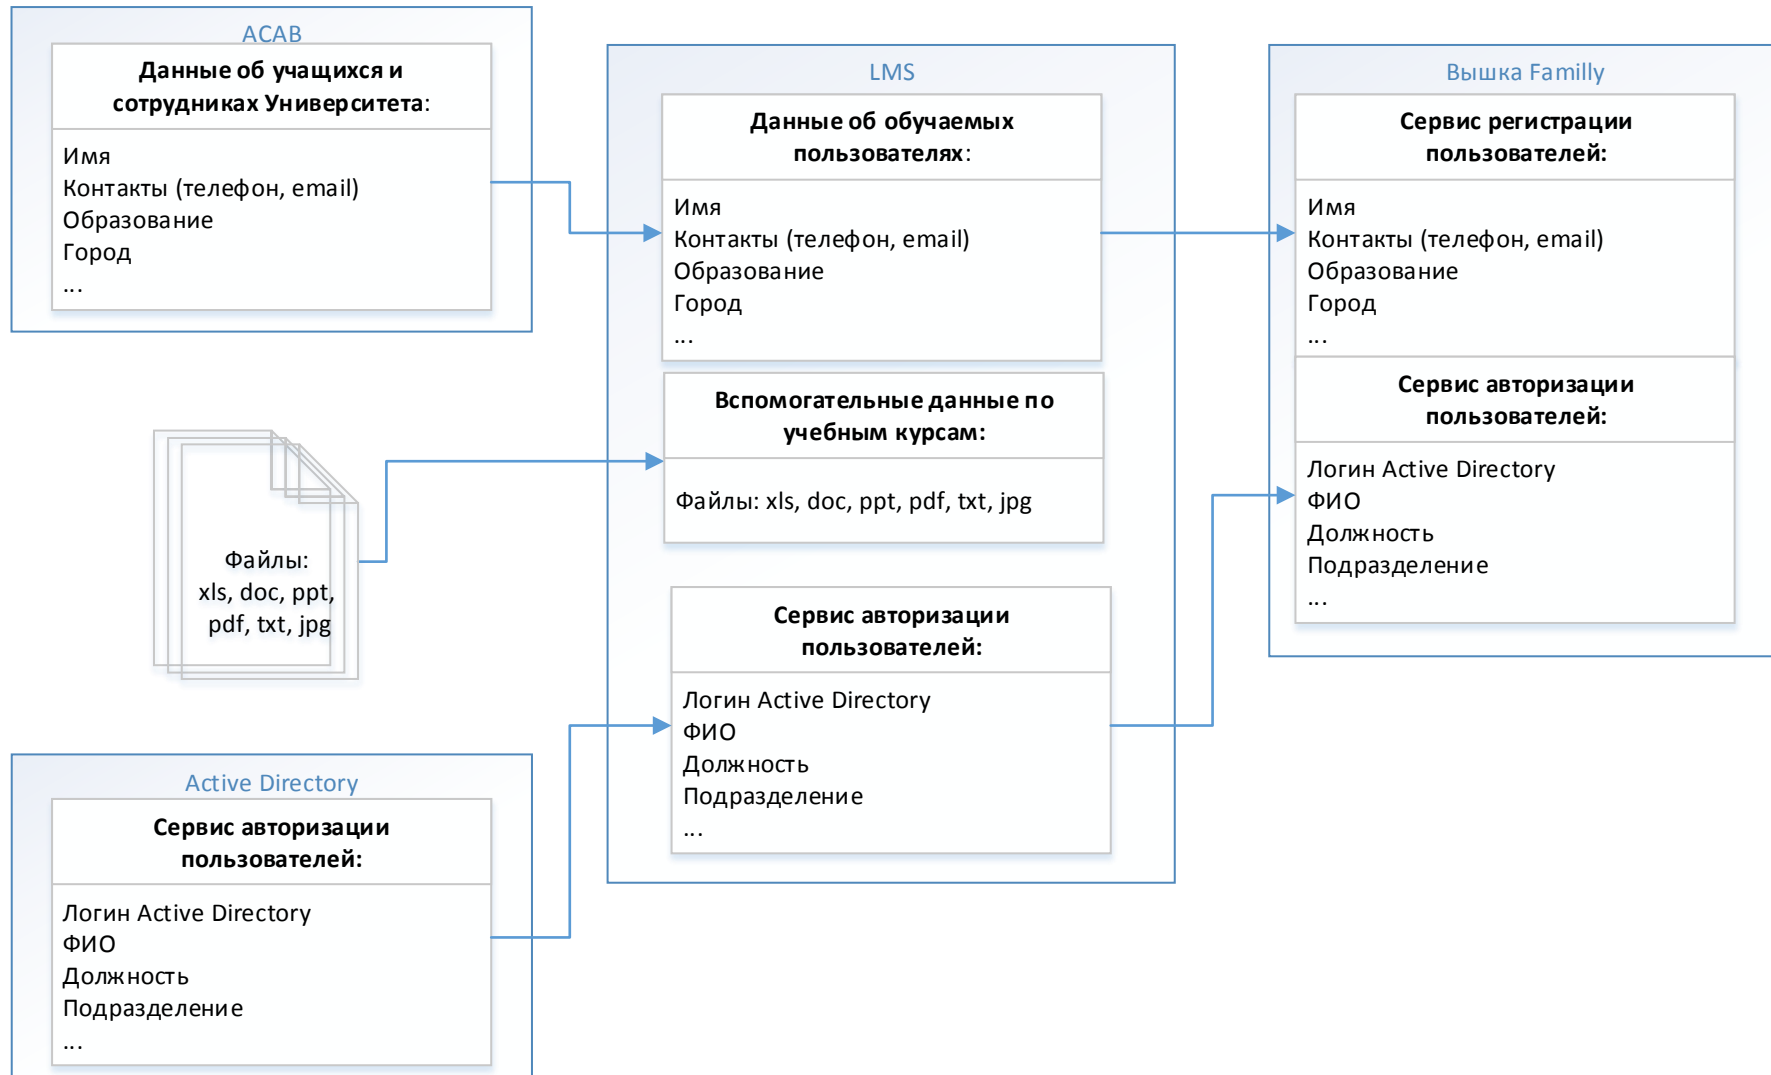 АСАВ
Данные об учащихся и
сотрудниках Университета:
Имя
Контакты (телефон, email)
Образование
Город
...
Файлы:
xls, doc, ppt,
pdf, txt, jpg
Active Directory
Сервис авторизации
пользователей:
Логин Active Directory
ФИО
Должность
Подразделение
...
LMS
Данные об обучаемых
пользователях:
Имя
Контакты (телефон, email)
Образование
Город
...
Вспомогательные данные по
учебным курсам:
Файлы: xls, doc, ppt, pdf, txt, jpg
Сервис авторизации
пользователей:
Логин Active Directory
ФИО
Должность
Подразделение
...
Вышка Familly
Сервис регистрации
пользователей:
Имя
Контакты (телефон, email)
Образование
Город
...
Сервис авторизации
пользователей:
Логин Active Directory
ФИО
Должность
Подразделение
...